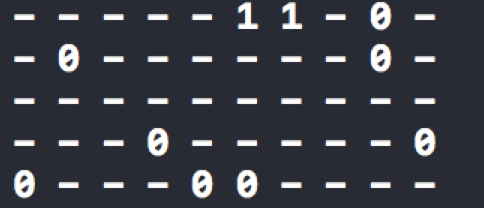 - - - - - 1 1 - 0 -
- 0 - - - - - - 0 -
- - - - - - - - - -
- - - 0 - - - - - 0
0 - - - 0 0 - - - -